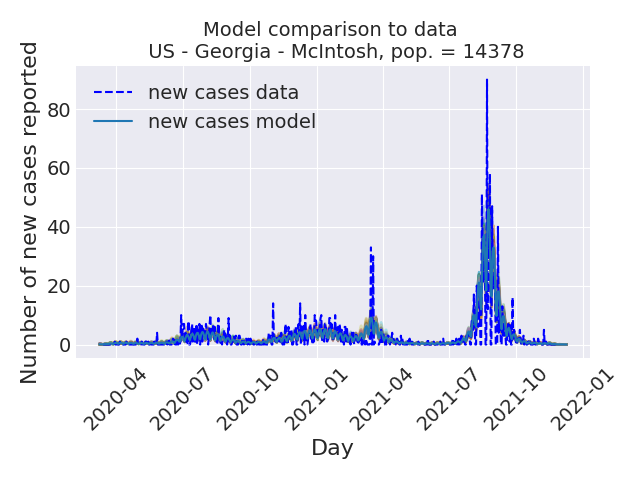 Model comparison to data
US - Georgia - McIntosh, pop. = 14378
Number of new cases reported
new cases data
new cases model
80
60
40
20
0
2020-04
2020-07
2020-10
2021-01
2021-04
2021-07
2021-10
2022-01
Day